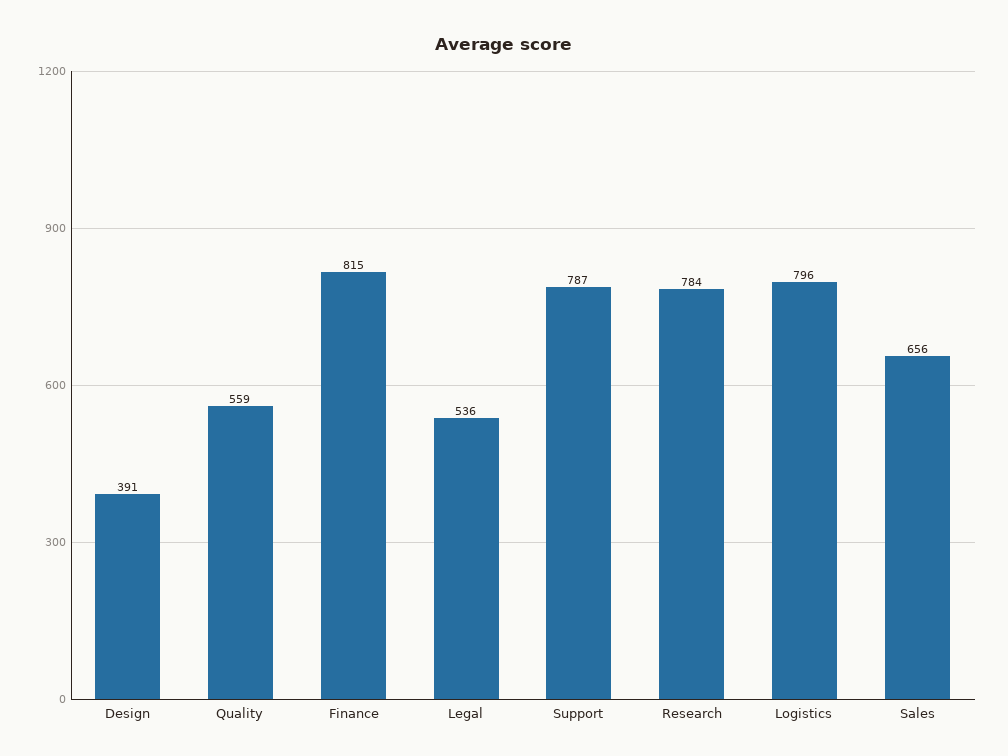 Average score
1200
900
600
300
0
391
559
815
536
787
784
796
656
Design
Quality
Finance
Legal
Support
Research
Logistics
Sales